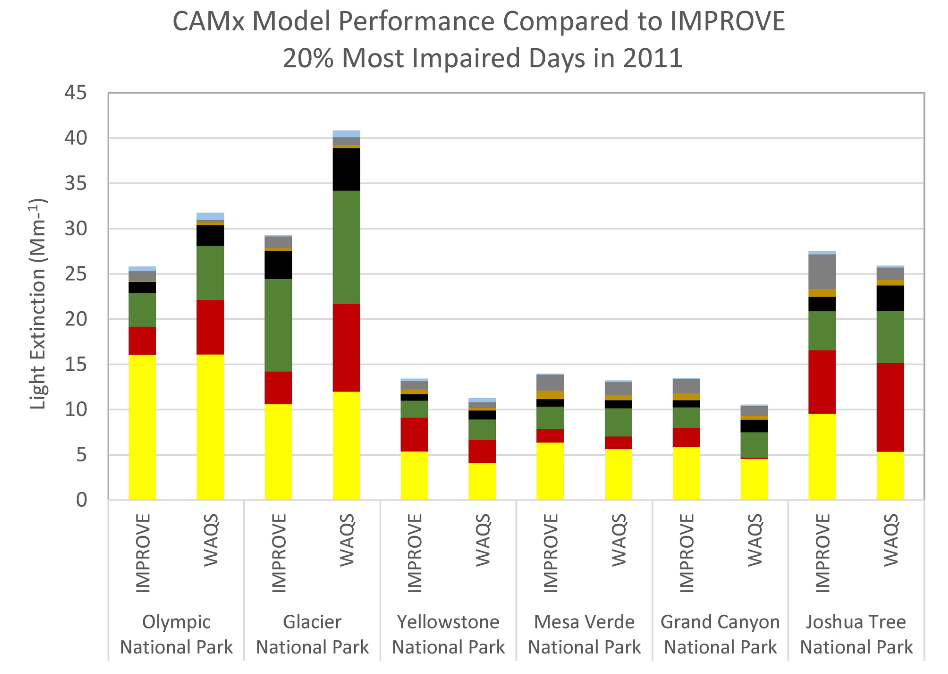 CAMx Model Performance Compared to IMPROVE
20% Most Impaired Days in 2011
Light Extinction (Mm-1)
45
40
35
30
25
20
15
10
5
0
IMPROVE
WAQS
IMPROVE
WAQS
IMPROVE
WAQS
IMPROVE
WAQS
IMPROVE
WAQS
IMPROVE
WAQS
Olympic
National Park
Glacier
National Park
Yellowstone
National Park
Mesa Verde
National Park
Grand Canyon
National Park
Joshua Tree
National Park